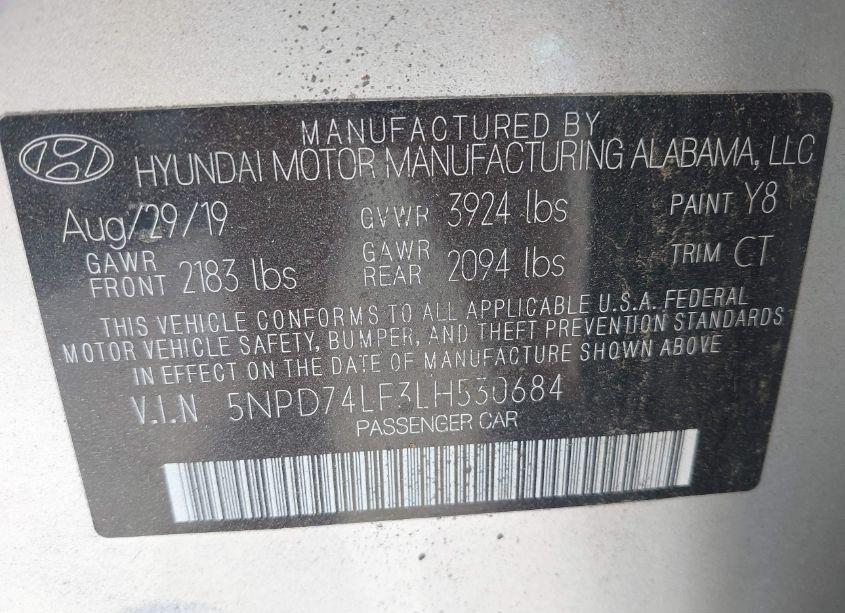 MANUFACTURED BY
HYUNDAI MOTOR MANUFACTURING ALABAMA, LLC
Aug/29/19 GVWR 3924 lbs PAINT Y8
GAWR FRONT 2183 lbs GAWR REAR 2094 lbs TRIM CT
THIS VEHICLE CONFORMS TO ALL APPLICABLE U.S.A. FEDERAL
MOTOR VEHICLE SAFETY, BUMPER, AND THEFT PREVENTION STANDARDS
IN EFFECT ON THE DATE OF MANUFACTURE SHOWN ABOVE
V.I.N 5NPD74LF3LH530684
PASSENGER CAR